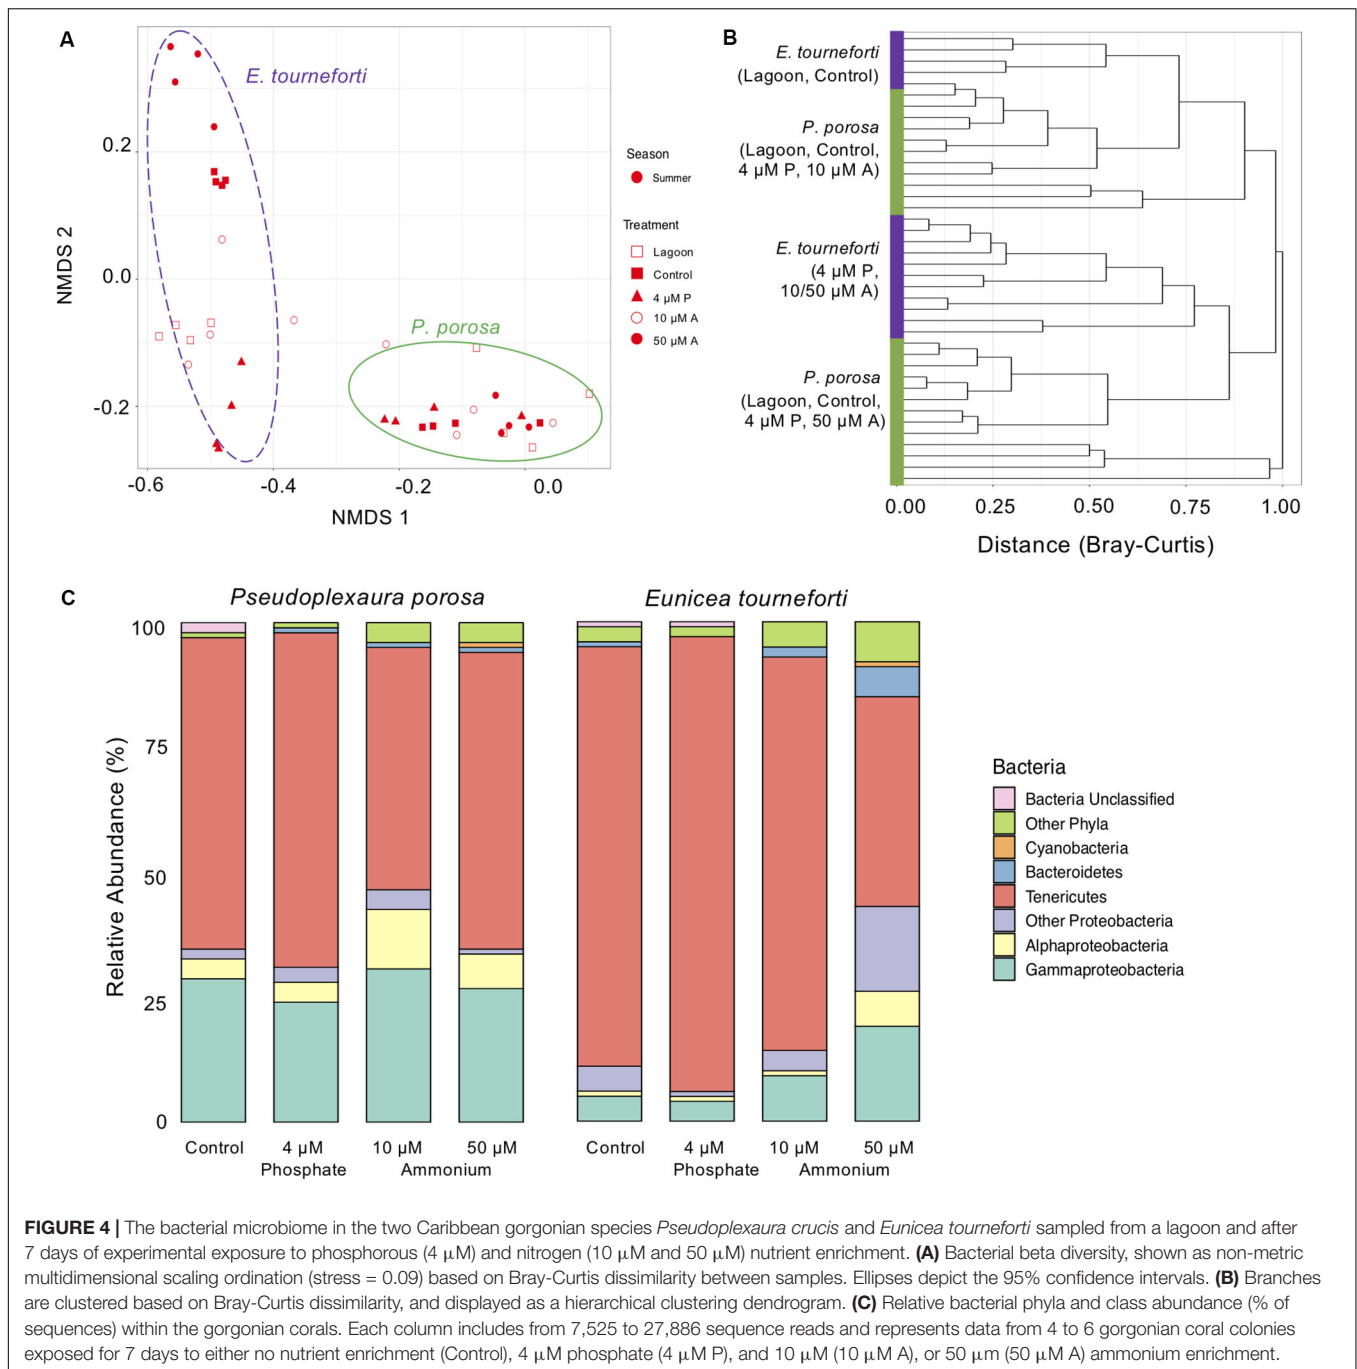 A
E. tourneforti
P. porosa
0.2
0.0
-0.2
NMDS 2
-0.6
-0.4
-0.2
0.0
NMDS 1
Season
Summer
Treatment
Lagoon
Control
4 µM P
10 µM A
50 µM A
B
E. tourneforti
(Lagoon, Control)
P. porosa
(Lagoon, Control,
4 µM P, 10 µM A)
E. tourneforti
(4 µM P,
10/50 µM A)
P. porosa
(Lagoon, Control,
4 µM P, 50 µM A)
0.00
0.25
0.50
0.75
1.00
Distance (Bray-Curtis)
C
Pseudoplexaura porosa
Eunicea tourneforti
100
75
50
25
0
Relative Abundance (%)
Control
4 µM
Phosphate
10 µM
50 µM
Ammonium
Control
4 µM
Phosphate
10 µM
50 µM
Ammonium
Bacteria
Bacteria Unclassified
Other Phyla
Cyanobacteria
Bacteroidetes
Tenericutes
Other Proteobacteria
Alphaproteobacteria
Gammaproteobacteria
FIGURE 4 | The bacterial microbiome in the two Caribbean gorgonian species Pseudoplexaura crucis and Eunicea tourneforti sampled from a lagoon and after
7 days of experimental exposure to phosphorous (4 µM) and nitrogen (10 µM and 50 µM) nutrient enrichment. (A) Bacterial beta diversity, shown as non-metric
multidimensional scaling ordination (stress = 0.09) based on Bray-Curtis dissimilarity between samples. Ellipses depict the 95% confidence intervals. (B) Branches
are clustered based on Bray-Curtis dissimilarity, and displayed as a hierarchical clustering dendrogram. (C) Relative bacterial phyla and class abundance (% of
sequences) within the gorgonian corals. Each column includes from 7,525 to 27,886 sequence reads and represents data from 4 to 6 gorgonian coral colonies
exposed for 7 days to either no nutrient enrichment (Control), 4 µM phosphate (4 µM P), and 10 µM (10 µM A), or 50 µm (50 µM A) ammonium enrichment.